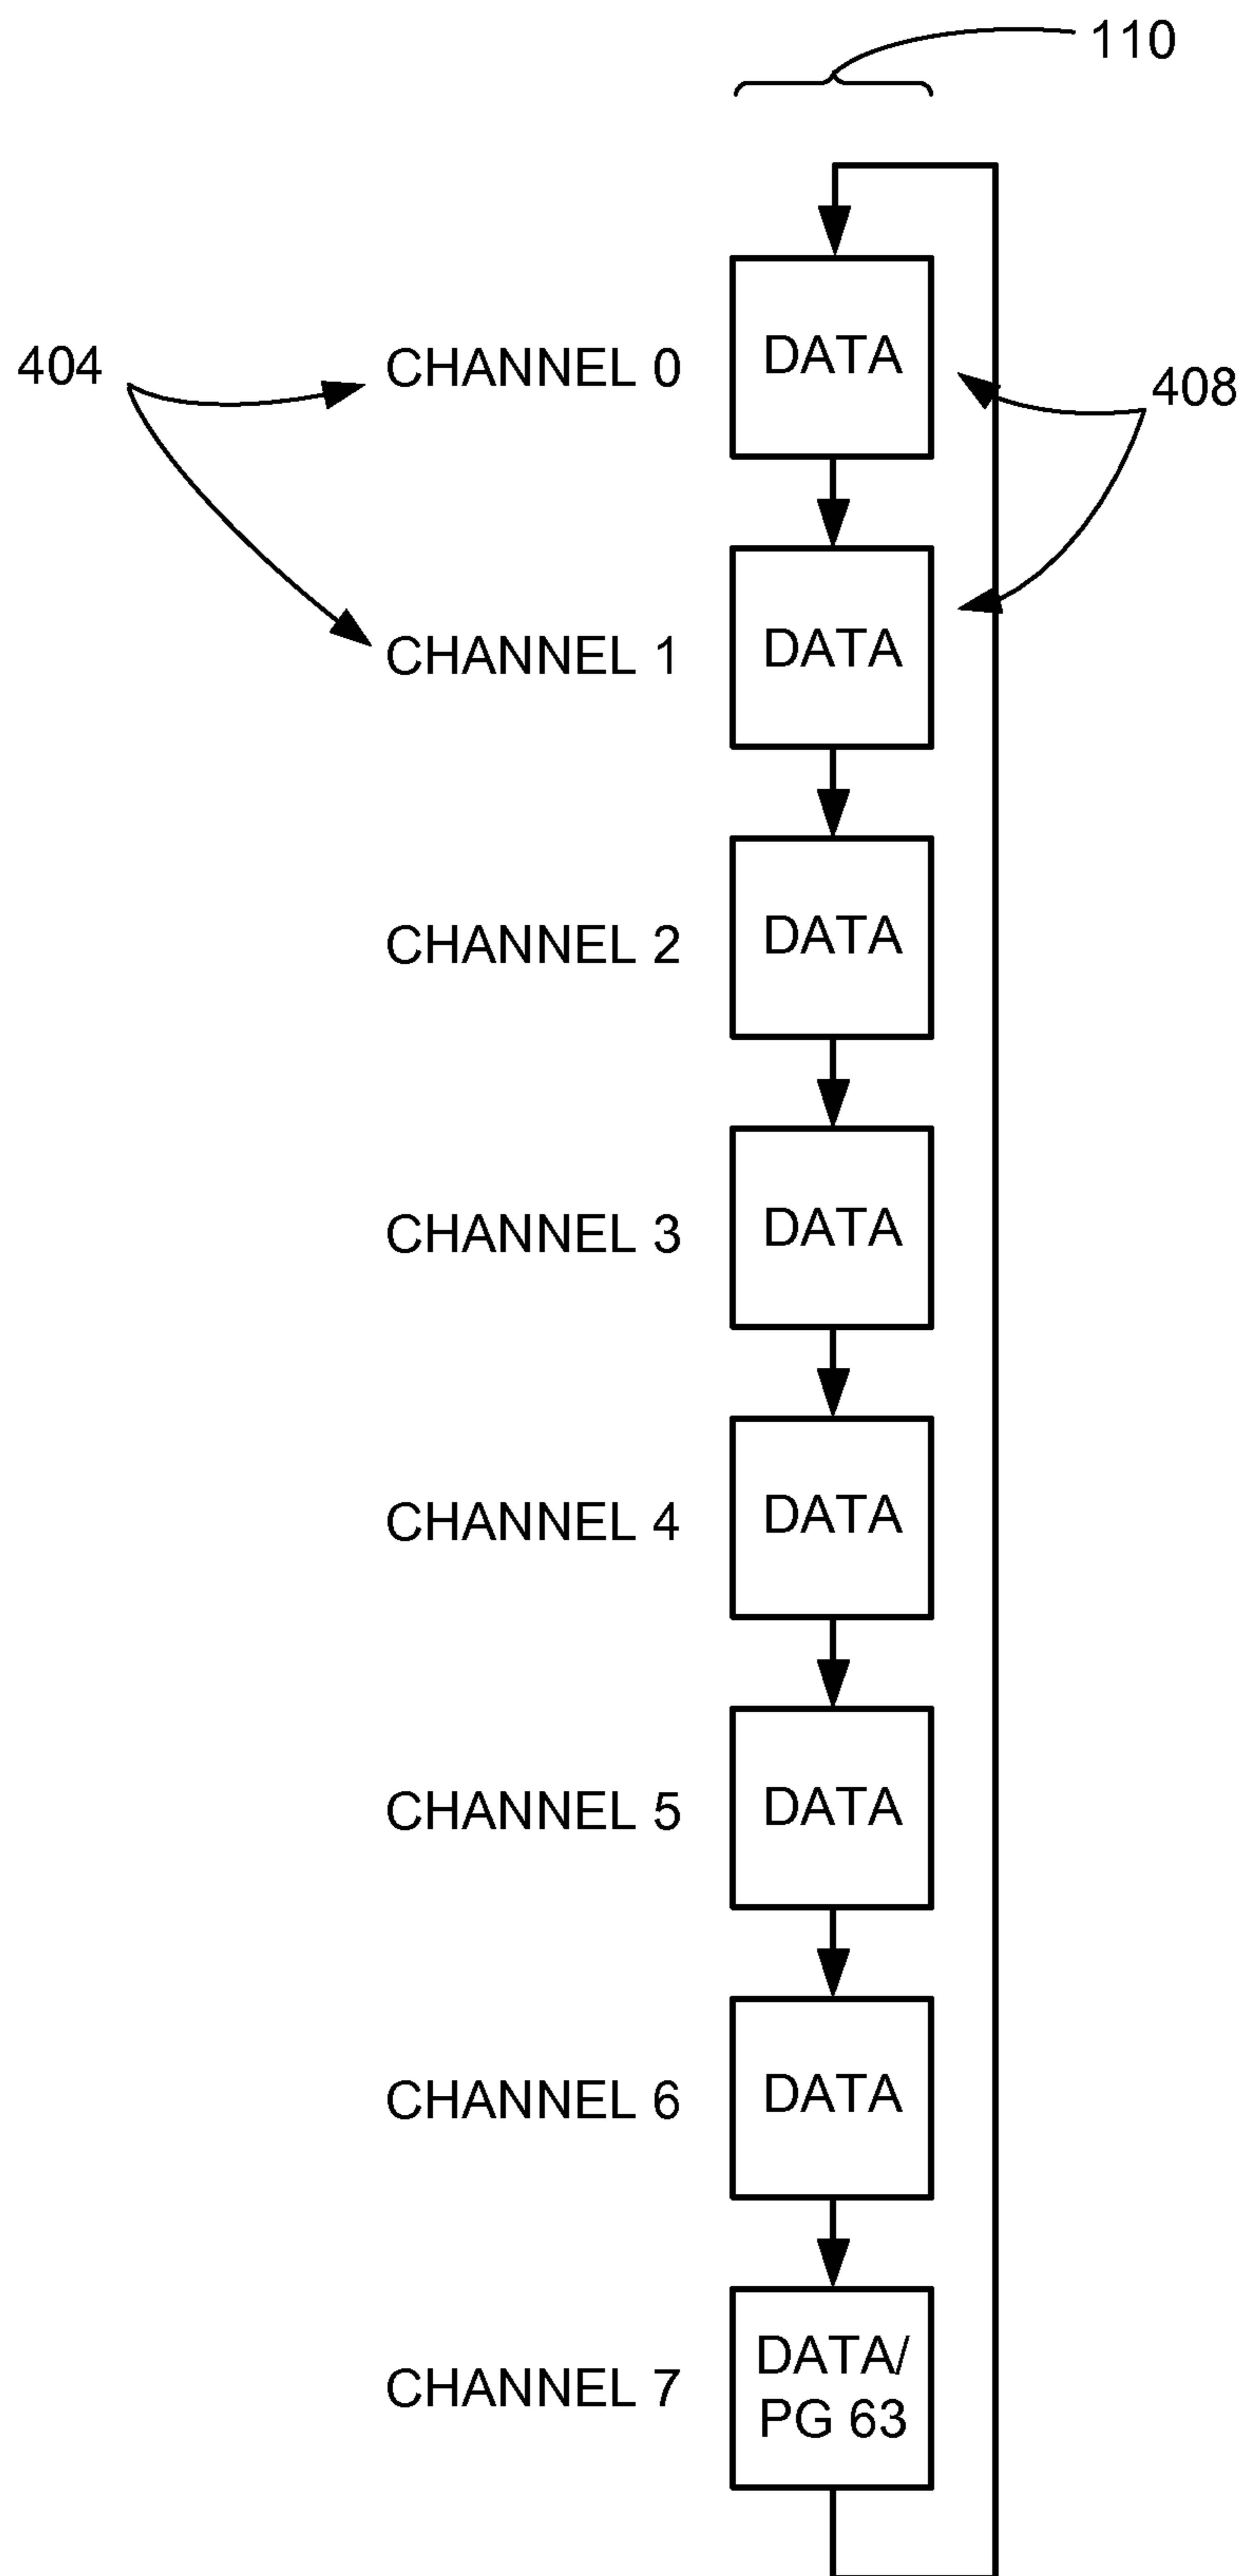 110
404
CHANNEL 0
DATA
408
CHANNEL 1
DATA
CHANNEL 2
DATA
CHANNEL 3
DATA
CHANNEL 4
DATA
CHANNEL 5
DATA
CHANNEL 6
DATA
CHANNEL 7
DATA/
PG 63